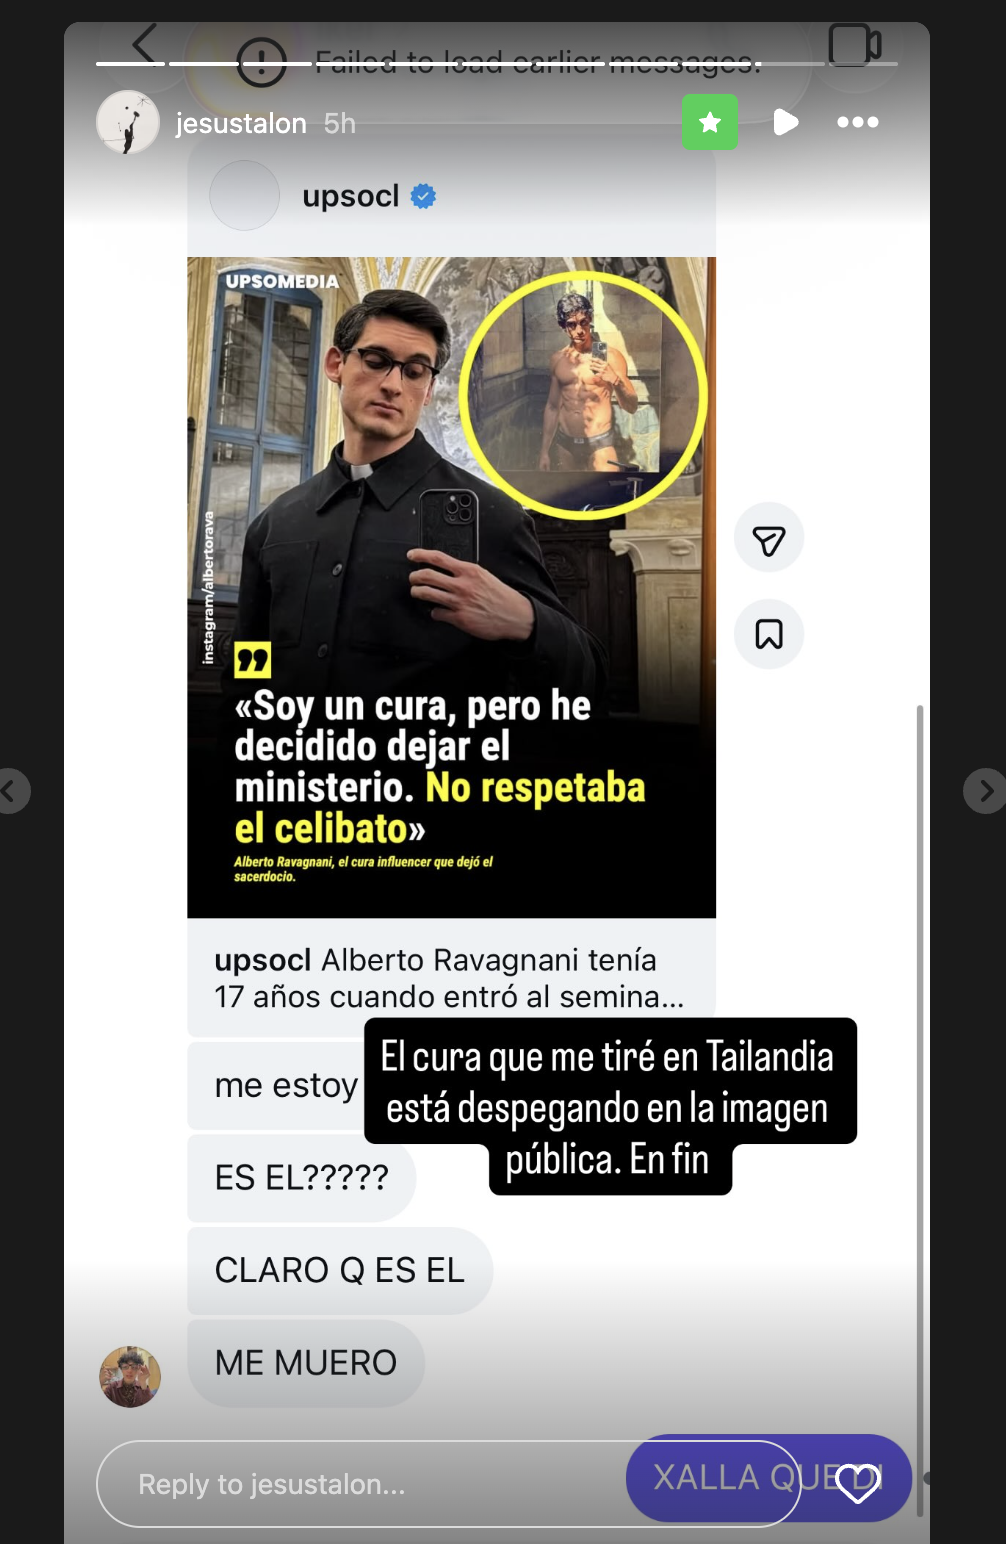 Failed to load earlier messages.
jesustalon 5h
upsocl
UPSOMEDIA
instagram/albertorava
«Soy un cura, pero he
decidido dejar el
ministerio. No respetaba
el celibato»
Alberto Ravagnani, el cura influencer que dejó el
sacerdocio.
upsocl Alberto Ravagnani tenía
17 años cuando entró al semina...
me estoy
El cura que me tiré en Tailandia
está despegando en la imagen
pública. En fin
ES EL?????
CLARO Q ES EL
ME MUERO
XALLA QUE DI
Reply to jesustalon...